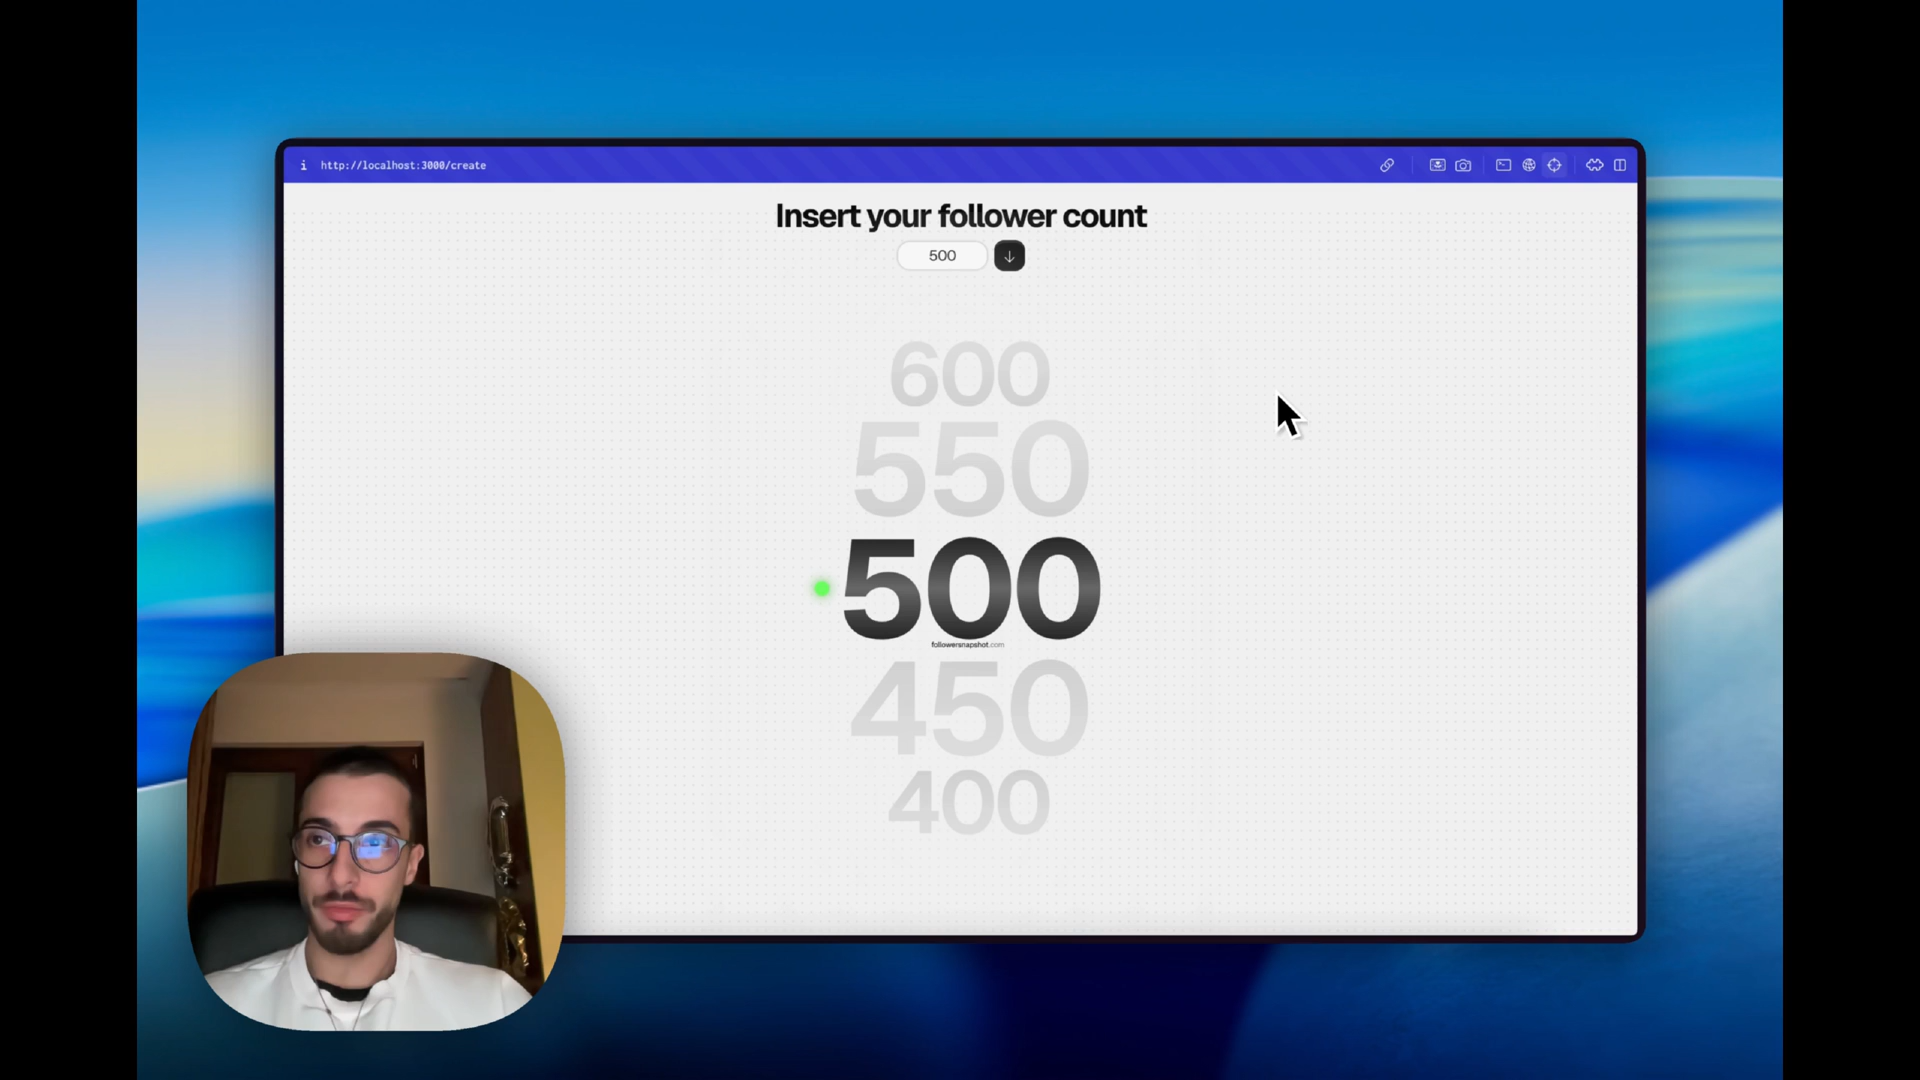 http://localhost:3000/create
Insert your follower count
500
600
550
500
followersnapshot.com
450
400